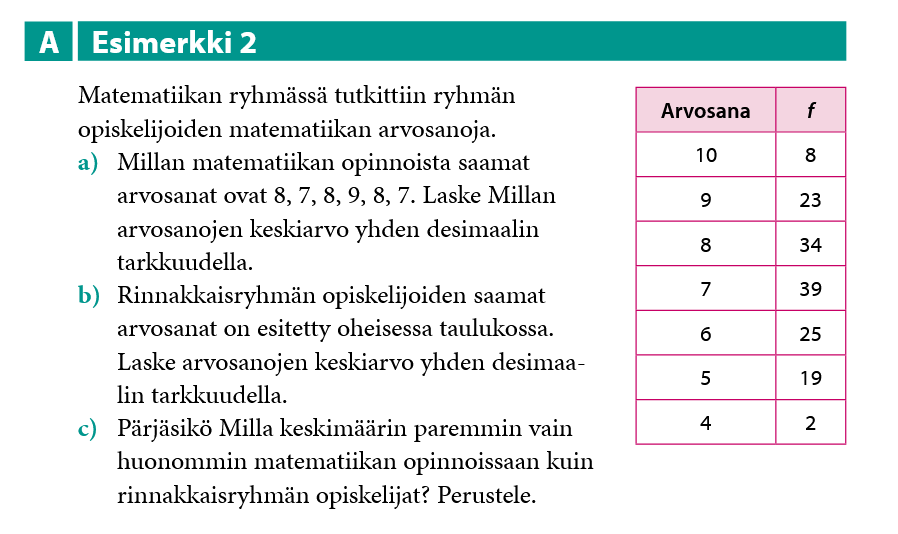 A Esimerkki 2
Matematiikan ryhmässä tutkittiin ryhmän
opiskelijoiden matematiikan arvosanoja.
a) Millan matematiikan opinnoista saamat
arvosanat ovat 8, 7, 8, 9, 8, 7. Laske Millan
arvosanojen keskiarvo yhden desimaalin
tarkkuudella.
b) Rinnakkaisryhmän opiskelijoiden saamat
arvosanat on esitetty oheisessa taulukossa.
Laske arvosanojen keskiarvo yhden desimaa-
lin tarkkuudella.
c) Pärjäsikö Milla keskimäärin paremmin vain
huonommin matematiikan opinnoissaan kuin
rinnakkaisryhmän opiskelijat? Perustele.
Arvosana f
10 8
9 23
8 34
7 39
6 25
5 19
4 2